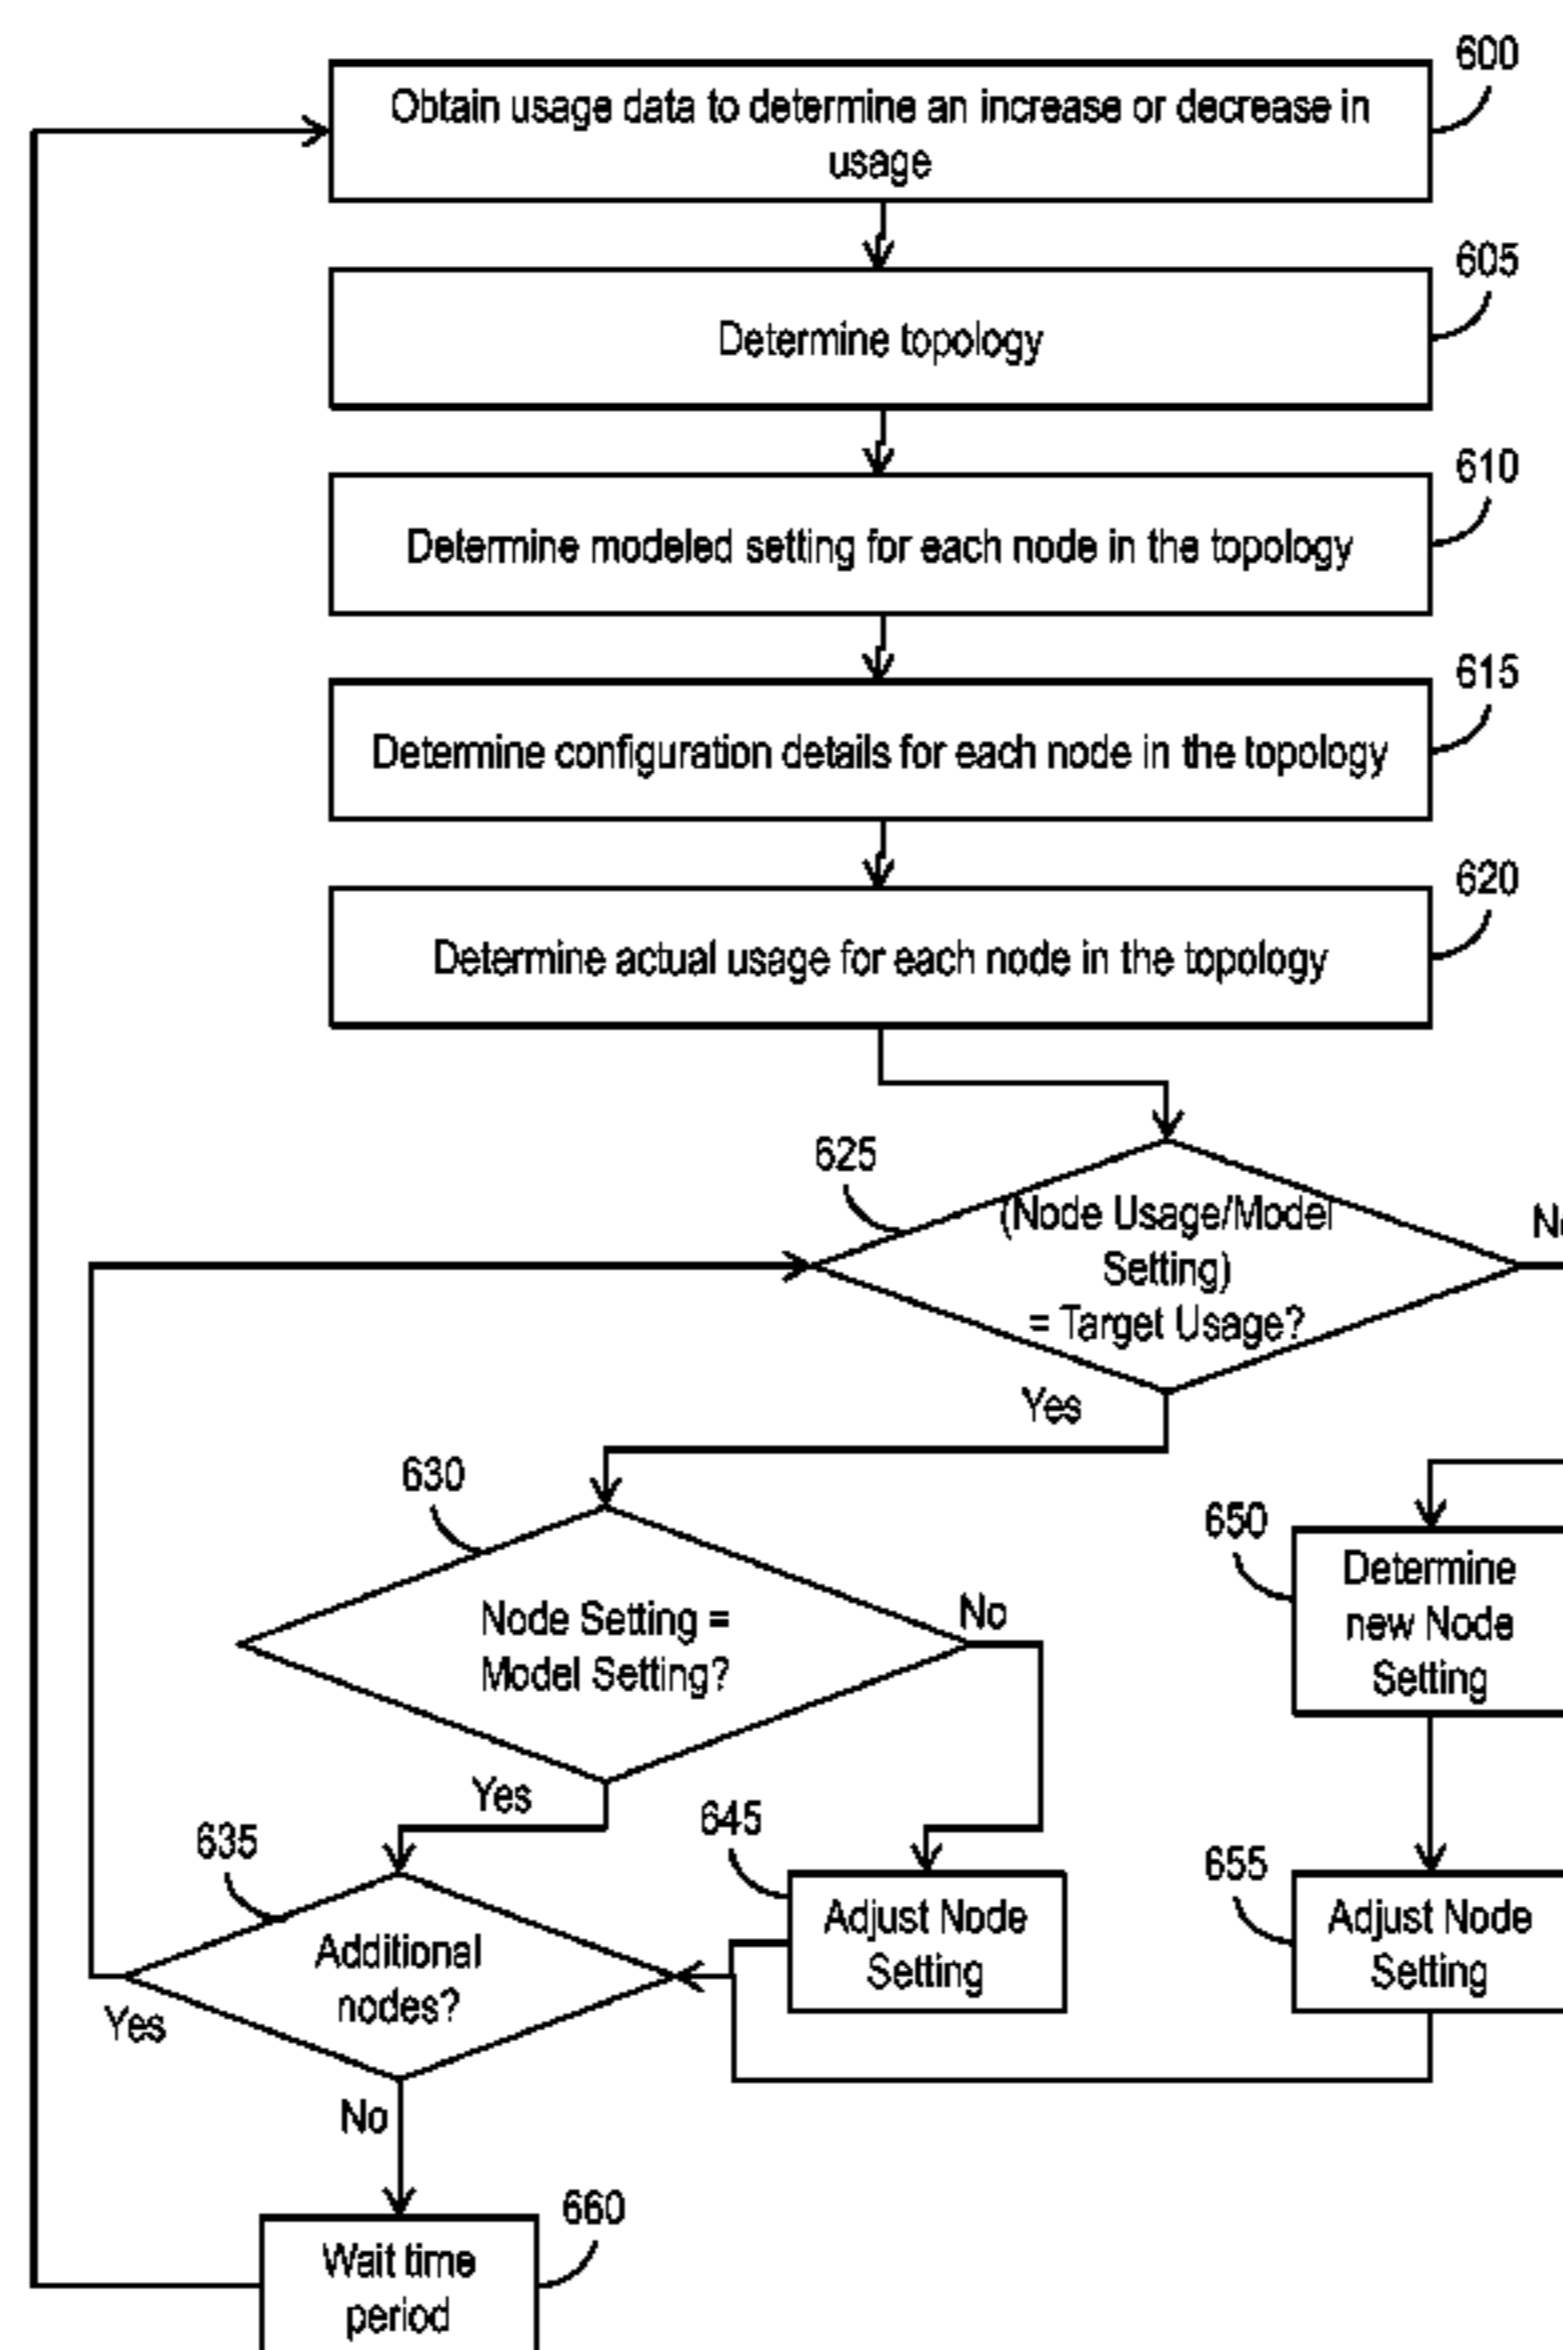 600
Obtain usage data to determine an increase or decrease in
usage
605
Determine topology
610
Determine modeled setting for each node in the topology
615
Determine configuration details for each node in the topology
620
Determine actual usage for each node in the topology
625
(Node Usage/Model
Setting)
= Target Usage?
Yes
630
Node Setting =
Model Setting?
No
650
Determine
new Node
Setting
Yes
635
Additional
nodes?
Yes
645
Adjust Node
Setting
655
Adjust Node
Setting
No
660
Wait time
period